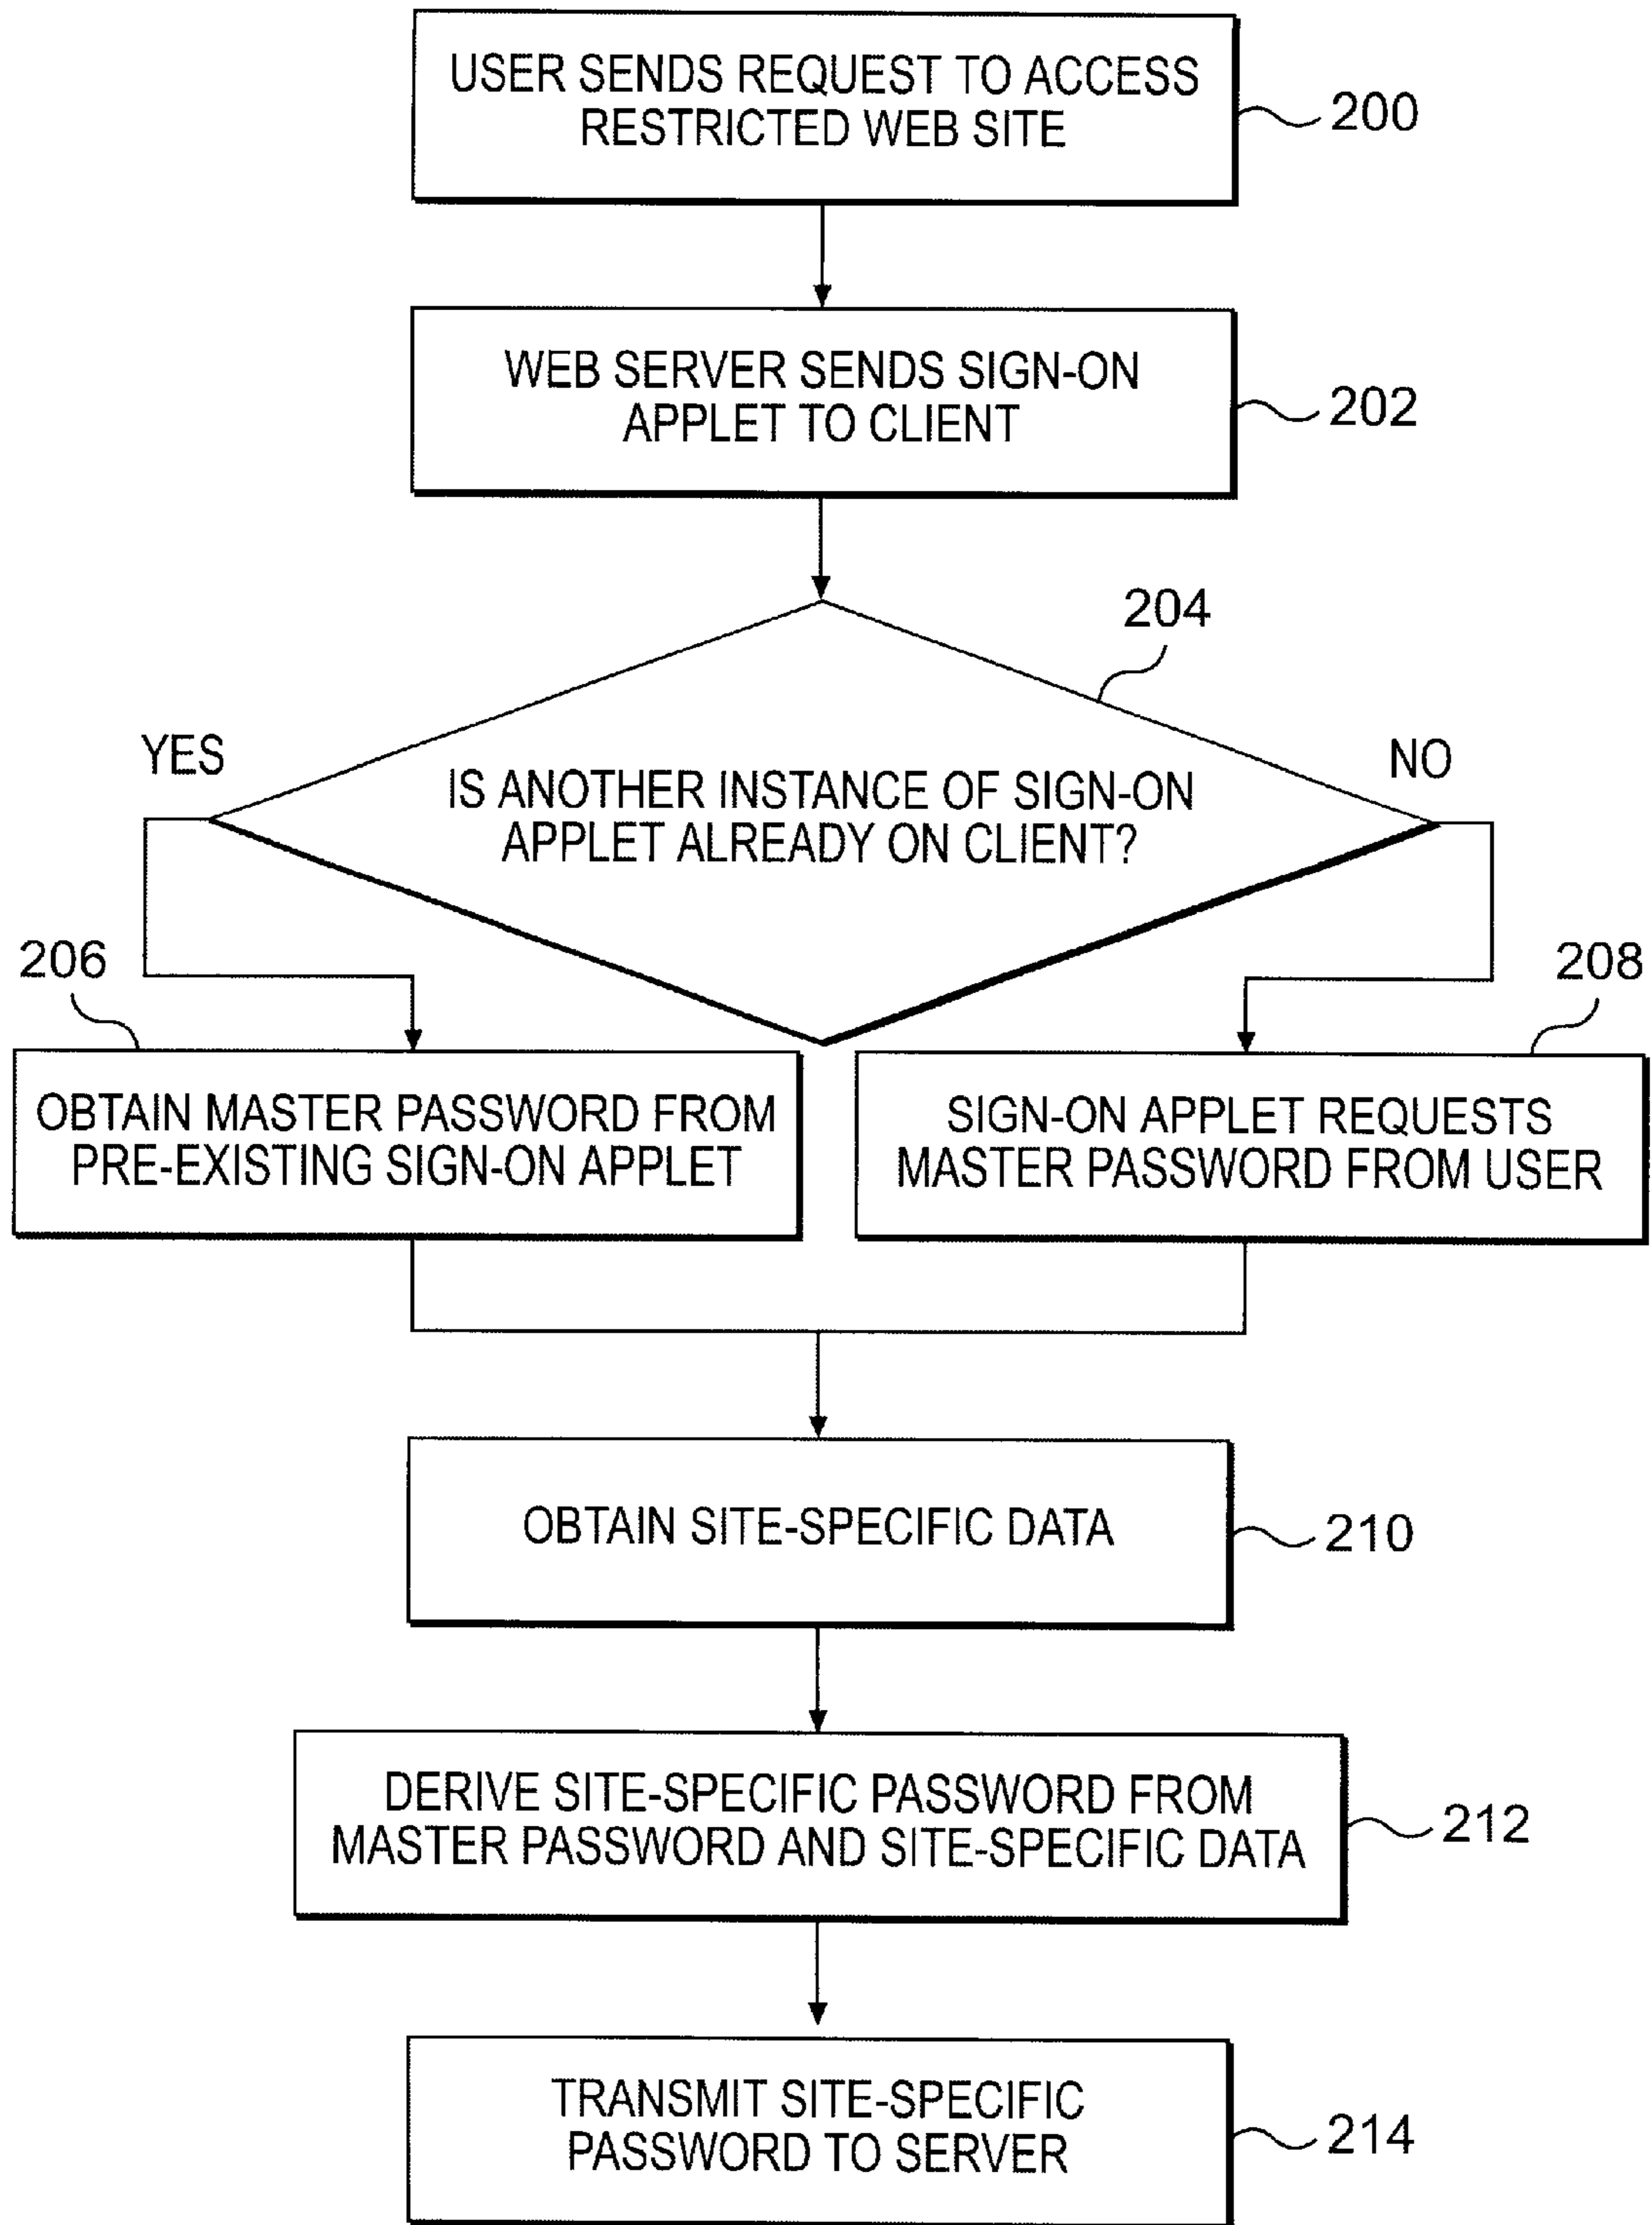 USER SENDS REQUEST TO ACCESS
RESTRICTED WEB SITE
200
WEB SERVER SENDS SIGN-ON
APPLET TO CLIENT
202
204
YES
NO
IS ANOTHER INSTANCE OF SIGN-ON
APPLET ALREADY ON CLIENT?
206
208
OBTAIN MASTER PASSWORD FROM
PRE-EXISTING SIGN-ON APPLET
SIGN-ON APPLET REQUESTS
MASTER PASSWORD FROM USER
OBTAIN SITE-SPECIFIC DATA
210
DERIVE SITE-SPECIFIC PASSWORD FROM
MASTER PASSWORD AND SITE-SPECIFIC DATA
212
TRANSMIT SITE-SPECIFIC
PASSWORD TO SERVER
214